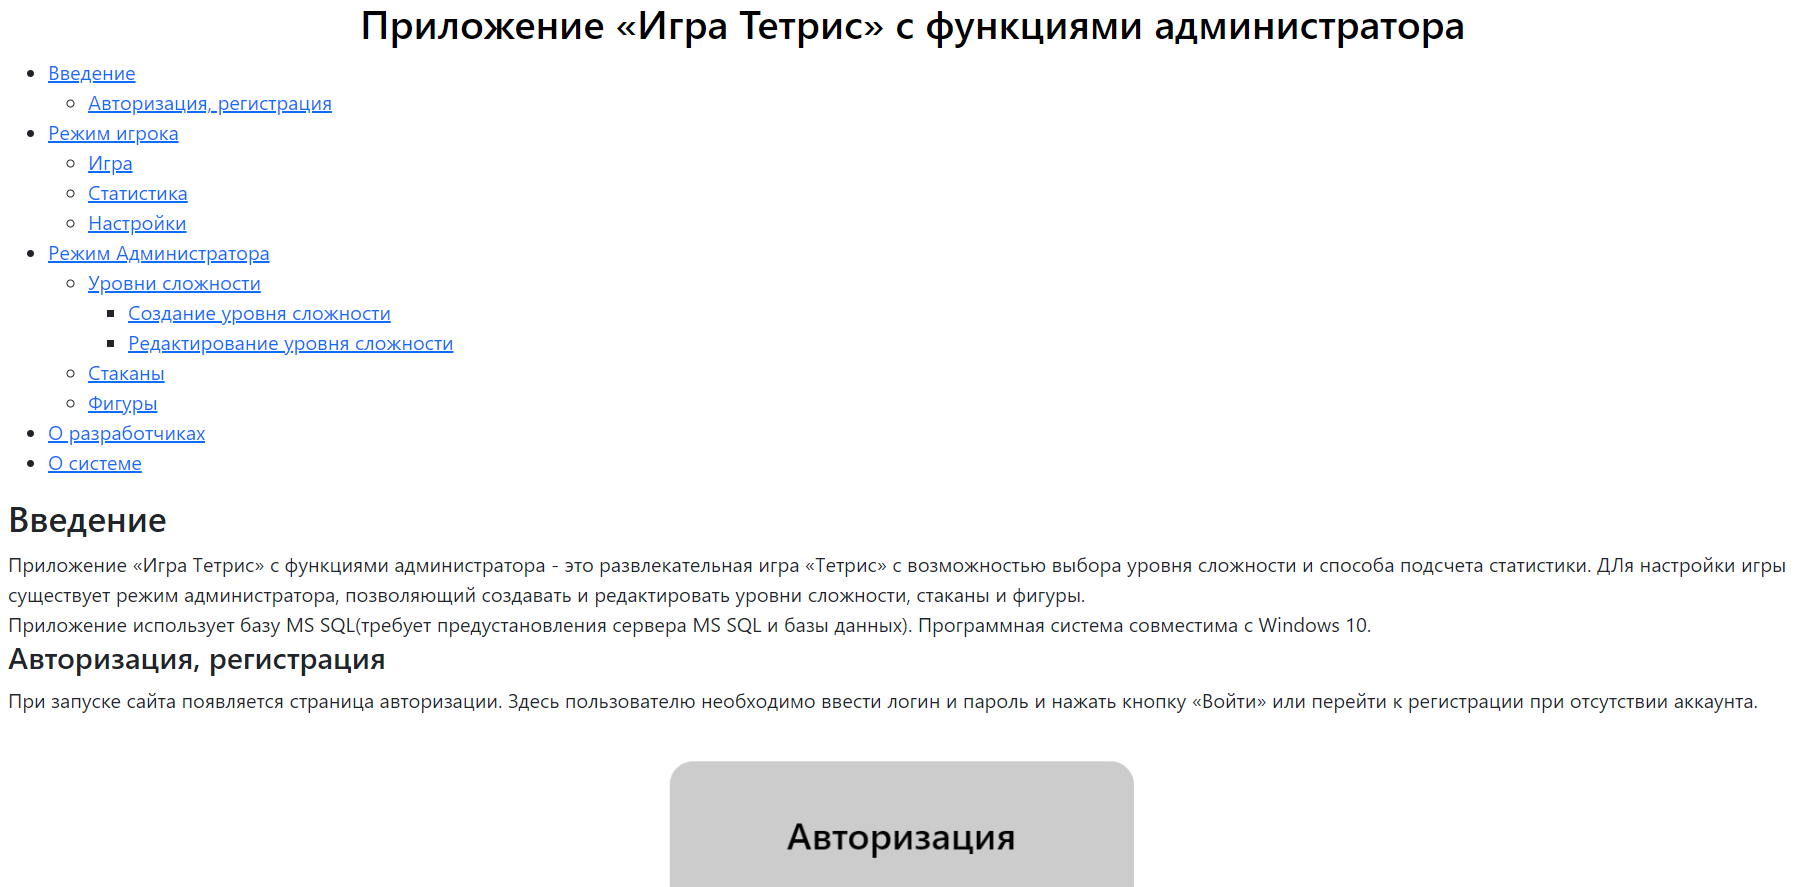 Приложение «Игра Тетрис» с функциями администратора
Введение
Авторизация, регистрация
Режим игрока
Игра
Статистика
Настройки
Режим Администратора
Уровни сложности
Создание уровня сложности
Редактирование уровня сложности
Стаканы
Фигуры
О разработчиках
О системе
Введение
Приложение «Игра Тетрис» с функциями администратора - это развлекательная игра «Тетрис» с возможностью выбора уровня сложности и способа подсчета статистики. ДЛя настройки игры
существует режим администратора, позволяющий создавать и редактировать уровни сложности, стаканы и фигуры.
Приложение использует базу MS SQL(требует предустановления сервера MS SQL и базы данных). Программная система совместима с Windows 10.
Авторизация, регистрация
При запуске сайта появляется страница авторизации. Здесь пользователю необходимо ввести логин и пароль и нажать кнопку «Войти» или перейти к регистрации при отсутствии аккаунта.
Авторизация